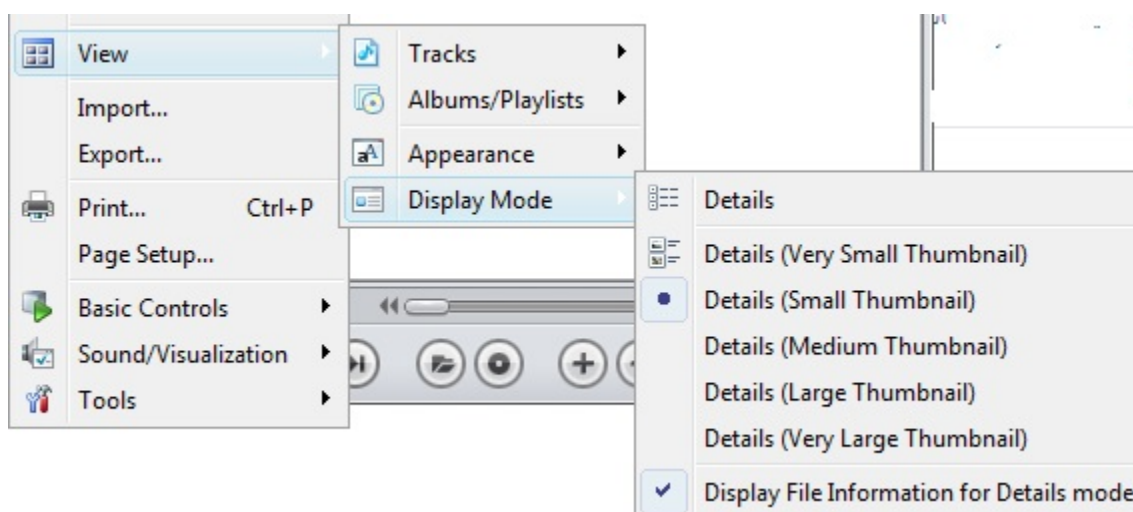 View
Import...
Export...
Print... Ctrl+P
Page Setup...
Basic Controls
Sound/Visualization
Tools
Tracks
Albums/Playlists
Appearance
Display Mode
Details
Details (Very Small Thumbnail)
Details (Small Thumbnail)
Details (Medium Thumbnail)
Details (Large Thumbnail)
Details (Very Large Thumbnail)
Display File Information for Details mode